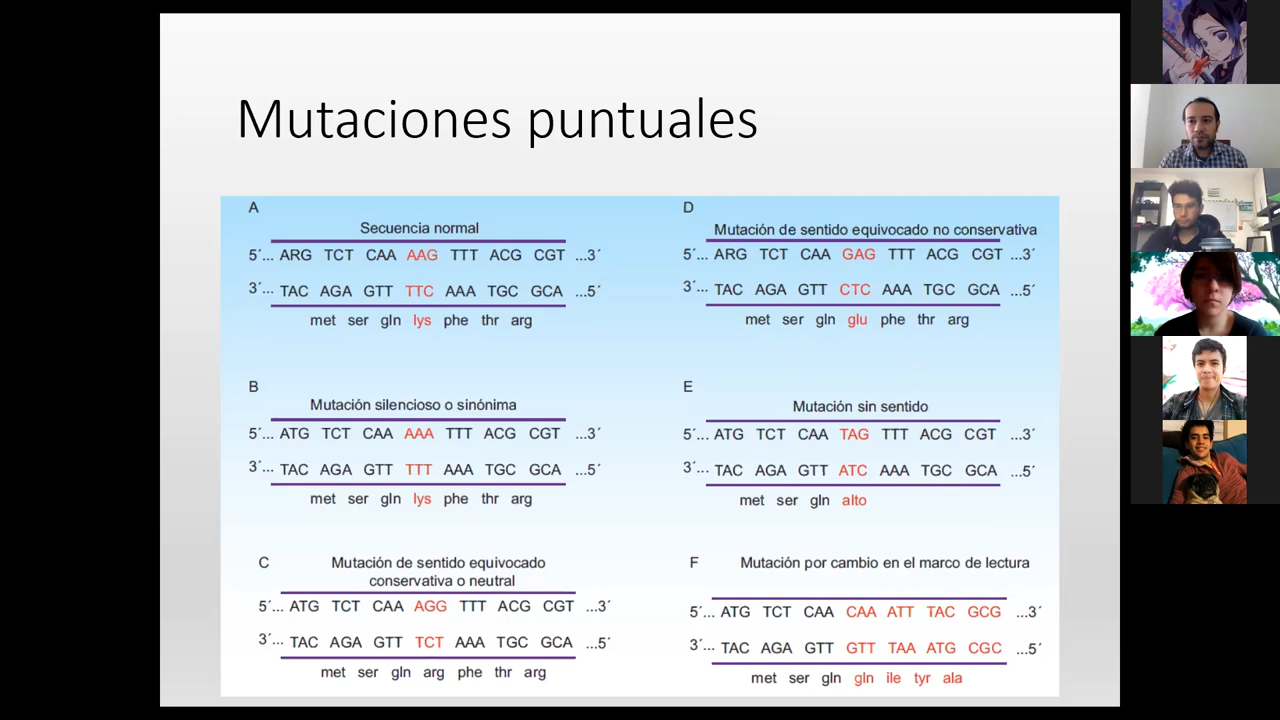 Mutaciones puntuales
A
Secuencia normal
5´... ARG TCT CAA AAG TTT ACG CGT ...3´
3´... TAC AGA GTT TTC AAA TGC GCA ...5´
met ser gln lys phe thr arg
B
Mutación silencioso o sinónima
5´... ATG TCT CAA AAA TTT ACG CGT ...3´
3´... TAC AGA GTT TTT AAA TGC GCA ...5´
met ser gln lys phe thr arg
C
Mutación de sentido equivocado
conservativa o neutral
5´... ATG TCT CAA AGG TTT ACG CGT ...3´
3´... TAC AGA GTT TCT AAA TGC GCA ...5´
met ser gln arg phe thr arg
D
Mutación de sentido equivocado no conservativa
5´... ARG TCT CAA GAG TTT ACG CGT ...3´
3´... TAC AGA GTT CTC AAA TGC GCA ...5´
met ser gln glu phe thr arg
E
Mutación sin sentido
5´... ATG TCT CAA TAG TTT ACG CGT ...3´
3´... TAC AGA GTT ATC AAA TGC GCA ...5´
met ser gln alto
F
Mutación por cambio en el marco de lectura
5´... ATG TCT CAA CAA ATT TAC GCG ...3´
3´... TAC AGA GTT GTT TAA ATG CGC ...5´
met ser gln gln ile tyr ala